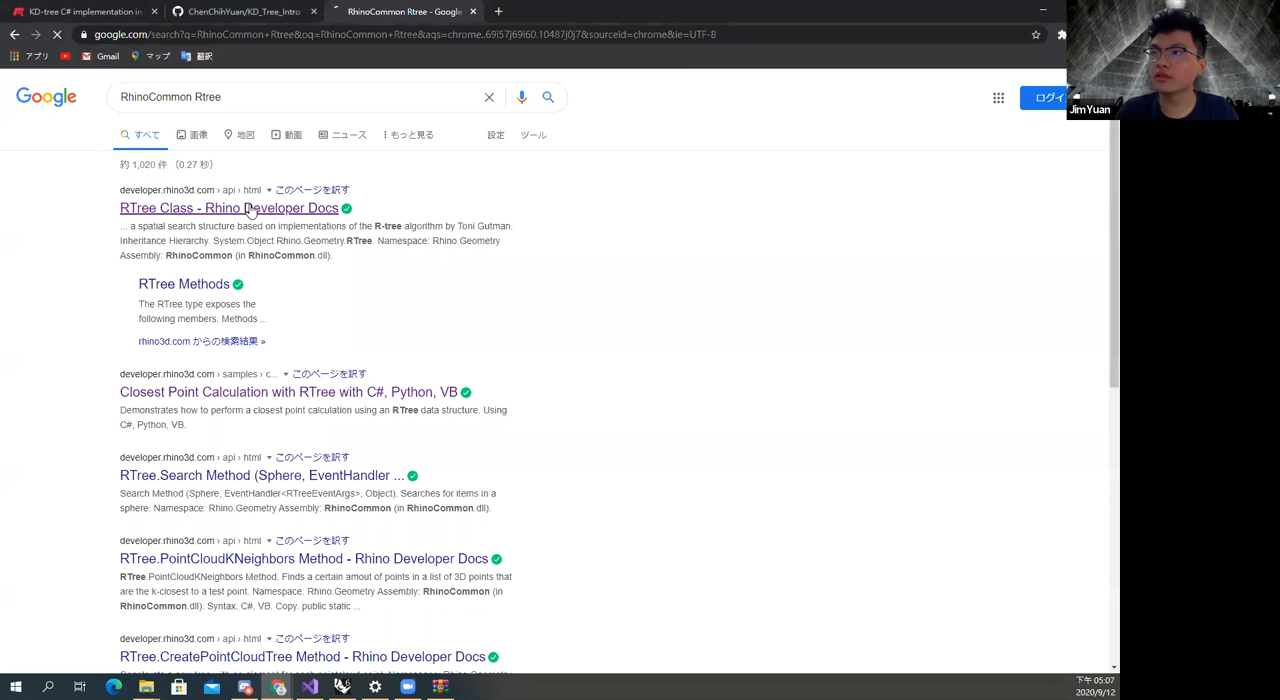 KD-tree C# implementation in
ChenChihYuan/KD_Tree_Intro
RhinoCommon Rtree - Google
google.com/search?q=RhinoCommon+Rtree&oq=RhinoCommon+Rtree&aqs=chrome..69i57j69i60.10487j0j7&sourceid=chrome&ie=UTF-8
アプリ
Gmail
マップ
翻訳
JimYuan
Google
RhinoCommon Rtree
ログイ
すべて
画像
地図
動画
ニュース
もっと見る
設定
ツール
約 1,020 件 （0.27 秒）
developer.rhino3d.com › api › html ▾ このページを訳す
RTree Class - Rhino Developer Docs
... a spatial search structure based on implementations of the R-tree algorithm by Toni Gutman.
Inheritance Hierarchy. System.Object Rhino.Geometry.RTree. Namespace: Rhino.Geometry
Assembly: RhinoCommon (in RhinoCommon.dll).
RTree Methods
The RTree type exposes the
following members. Methods ...
rhino3d.com からの検索結果 »
developer.rhino3d.com › samples › c... ▾ このページを訳す
Closest Point Calculation with RTree with C#, Python, VB
Demonstrates how to perform a closest point calculation using an RTree data structure. Using
C#, Python, VB.
developer.rhino3d.com › api › html ▾ このページを訳す
RTree.Search Method (Sphere, EventHandler ...
Search Method (Sphere, EventHandler<RTreeEventArgs>, Object). Searches for items in a
sphere. Namespace: Rhino.Geometry Assembly: RhinoCommon (in RhinoCommon.dll).
developer.rhino3d.com › api › html ▾ このページを訳す
RTree.PointCloudKNeighbors Method - Rhino Developer Docs
RTree.PointCloudKNeighbors Method. Finds a certain amout of points in a list of 3D points that
are the k-closest to a test point. Namespace: Rhino.Geometry Assembly: RhinoCommon (in
RhinoCommon.dll). Syntax. C#. VB. Copy. public static ...
developer.rhino3d.com › api › html ▾ このページを訳す
RTree.CreatePointCloudTree Method - Rhino Developer Docs
下午 05:07
2020/9/12